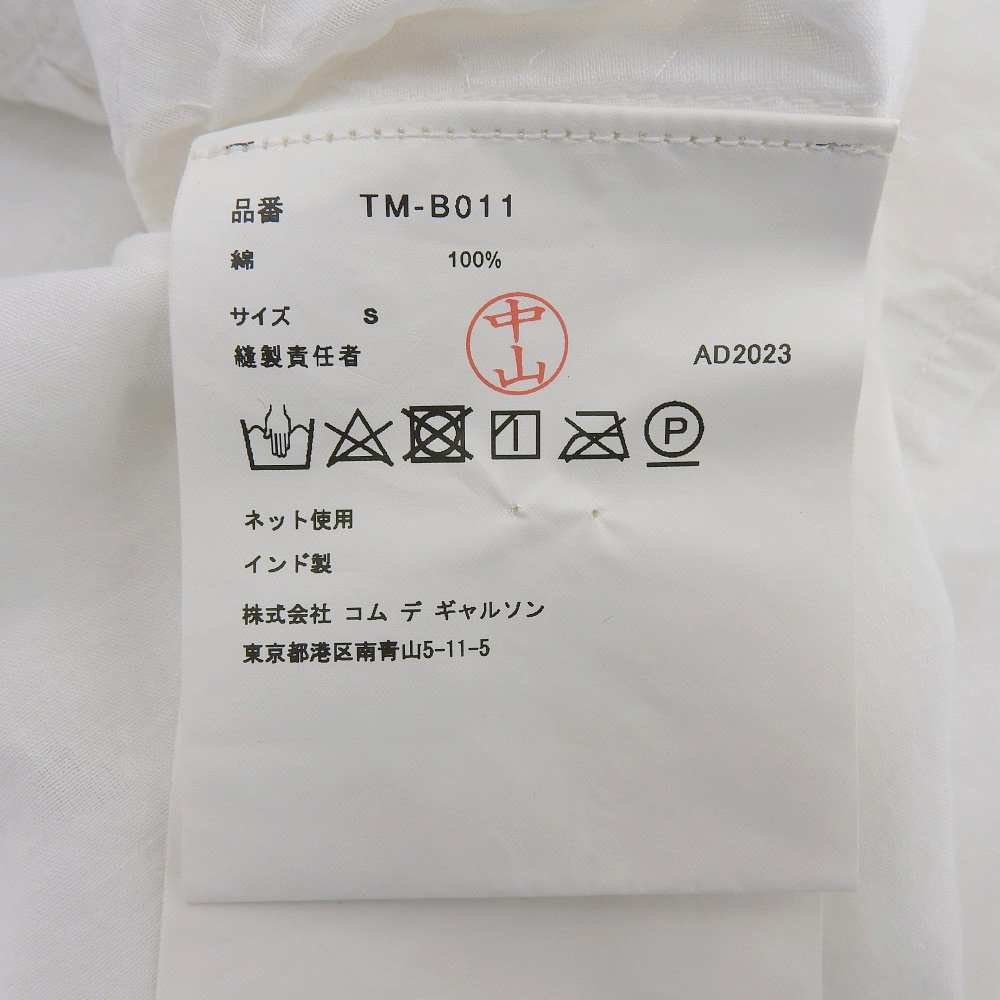 品番 TM-B011
綿 100%
サイズ S
縫製責任者 中山 AD2023
P
ネット使用
インド製
株式会社 コム デ ギャルソン
東京都港区南青山5-11-5